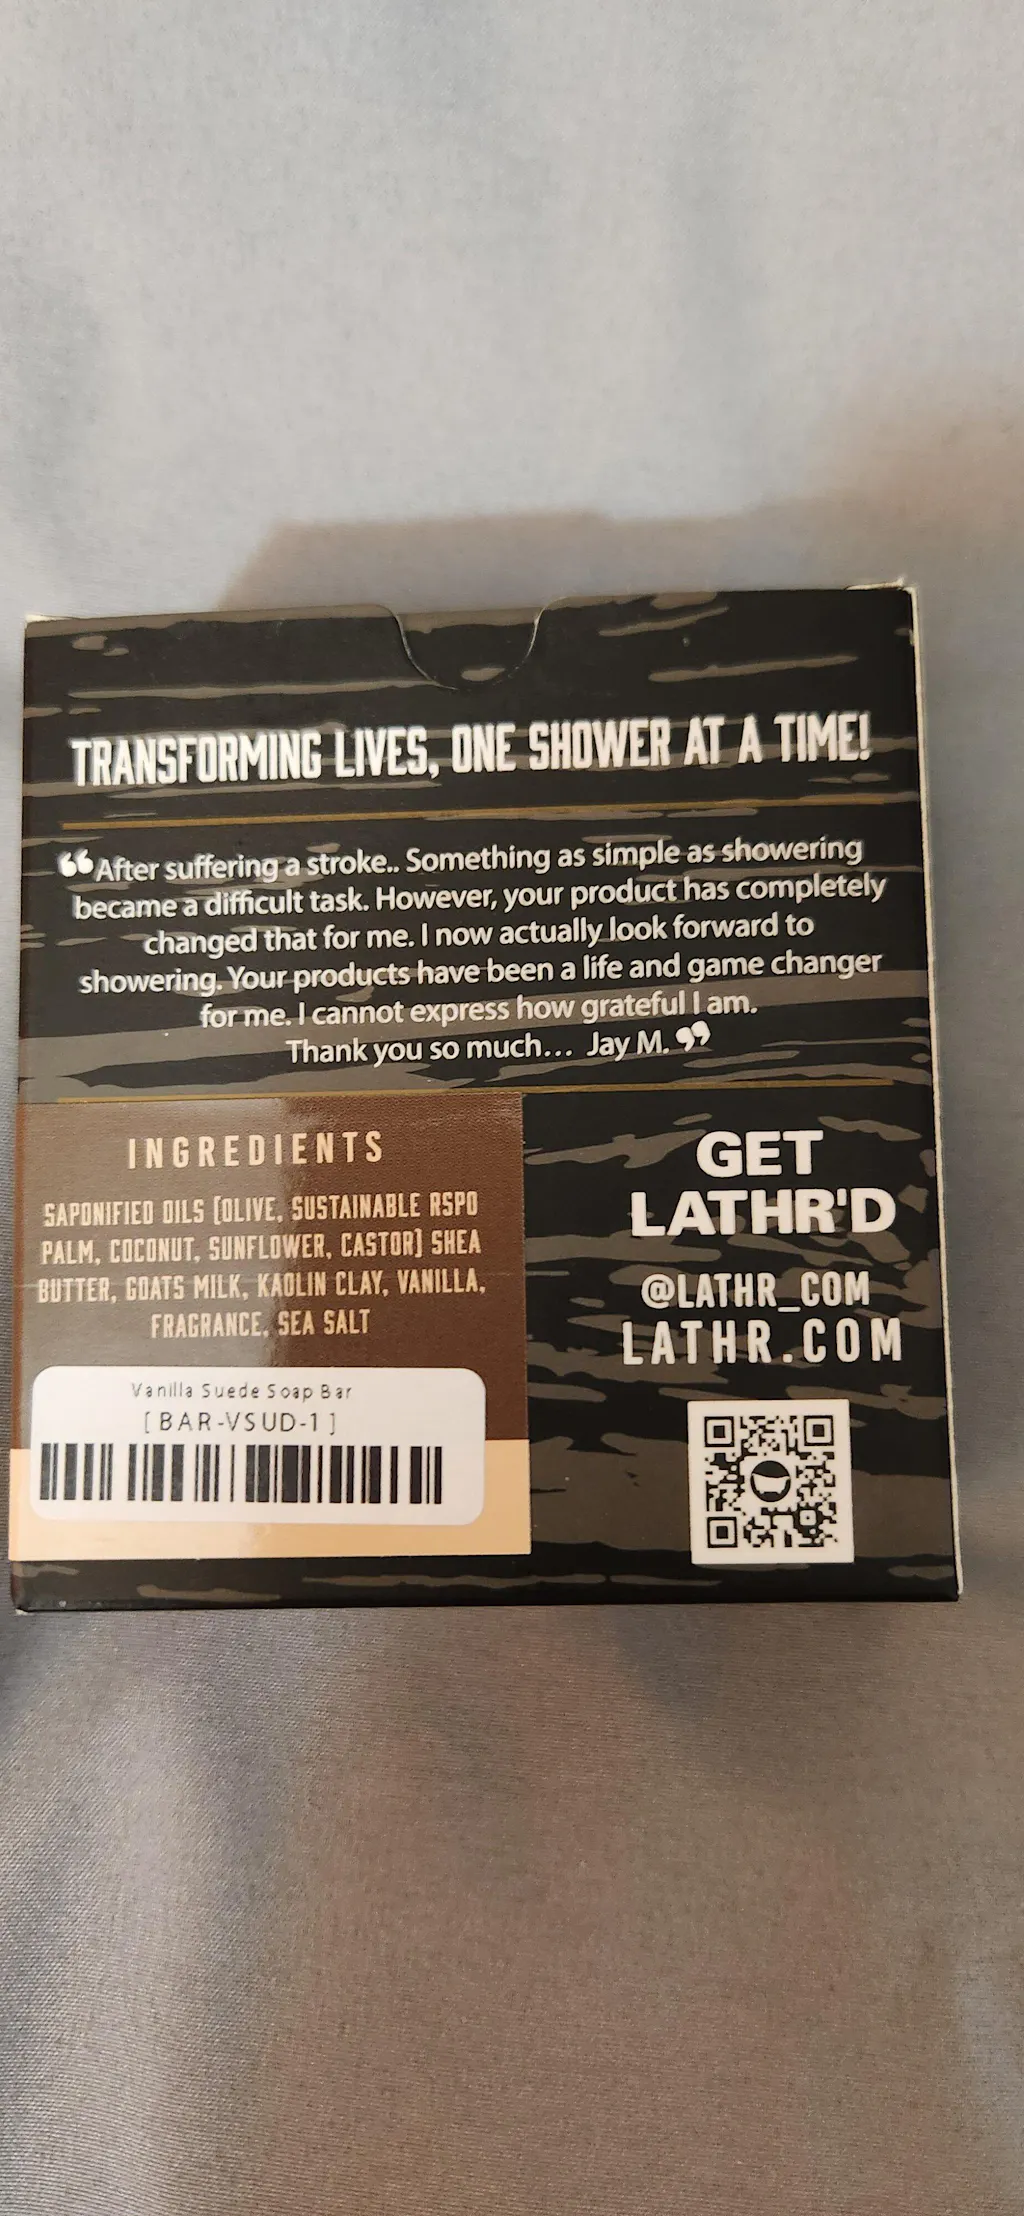 TRANSFORMING LIVES, ONE SHOWER AT A TIME!
“After suffering a stroke.. Something as simple as showering
became a difficult task. However, your product has completely
changed that for me. I now actually look forward to
showering. Your products have been a life and game changer
for me. I cannot express how grateful I am.
Thank you so much... Jay M.”
INGREDIENTS
SAPONIFIED OILS [OLIVE, SUSTAINABLE RSPO
PALM, COCONUT, SUNFLOWER, CASTOR] SHEA
BUTTER, GOATS MILK, KAOLIN CLAY, VANILLA,
FRAGRANCE, SEA SALT
Vanilla Suede Soap Bar
[BAR-VSUD-1]
GET
LATHR'D
@LATHR_COM
LATHR.COM